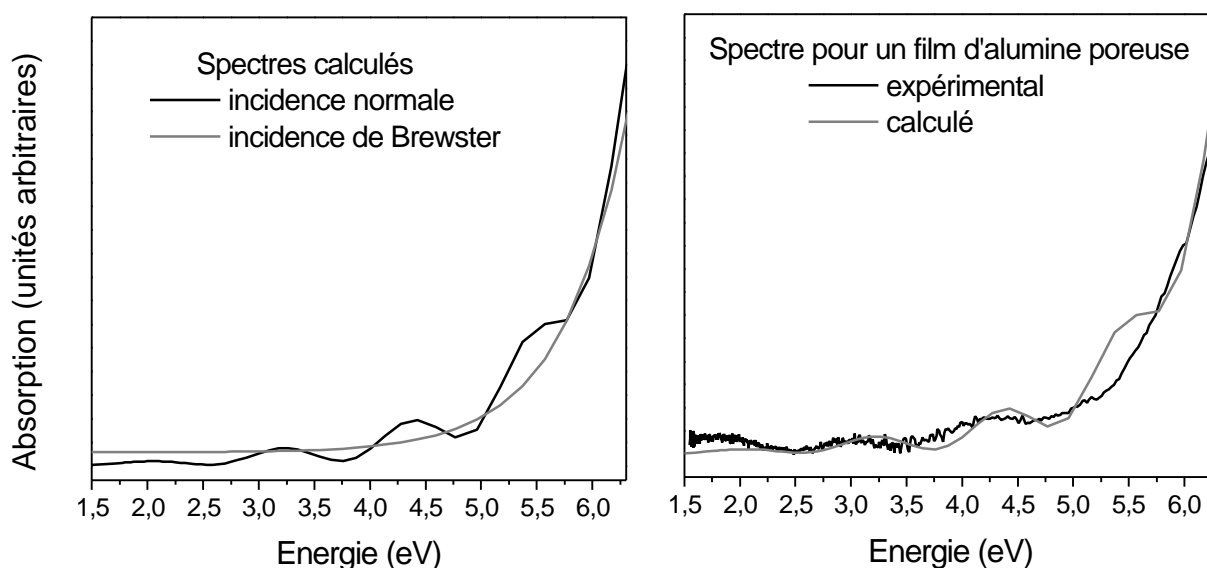 Absorption (unités arbitraires)
Spectres calculés
incidence normale
incidence de Brewster
1,5 2,0 2,5 3,0 3,5 4,0 4,5 5,0 5,5 6,0
Energie (eV)
Spectre pour un film d'alumine poreuse
expérimental
calculé
1,5 2,0 2,5 3,0 3,5 4,0 4,5 5,0 5,5 6,0
Energie (eV)